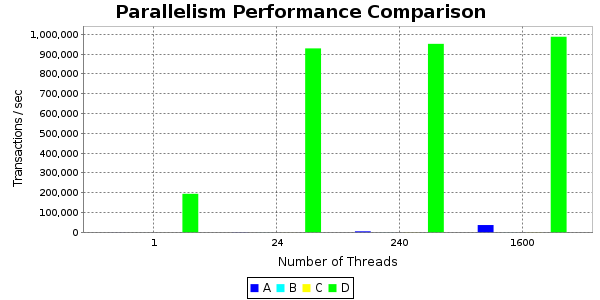 Parallelism Performance Comparison
Transactions / sec
1,000,000
900,000
800,000
700,000
600,000
500,000
400,000
300,000
200,000
100,000
0
1 24 240 1600
Number of Threads
A B C D